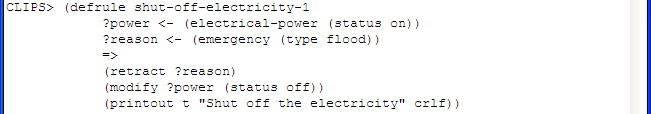 CLIPS> (defrule shut-off-electricity-1
?power <- (electrical-power (status on))
?reason <- (emergency (type flood))
=>
(retract ?reason)
(modify ?power (status off))
(printout t "Shut off the electricity" crlf))